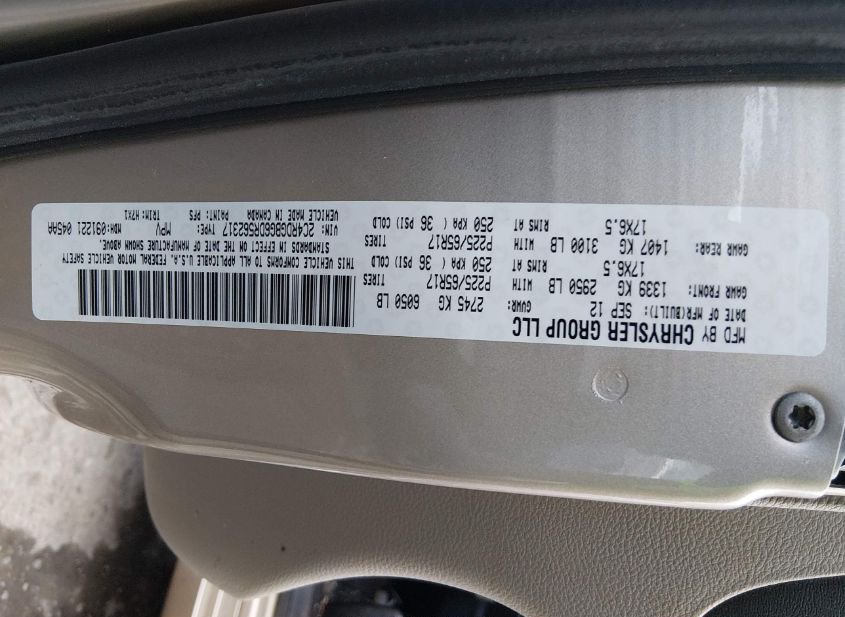 MFD BY CHRYSLER GROUP LLC
DATE OF MFR(BUILT): SEP 12 GVWR: 2745 KG 6050 LB
GAWR FRONT: 1339 KG 2950 LB WITH P225/65R17 TIRES
17X6.5 RIMS AT 250 KPA ( 36 PSI) COLD
GAWR REAR: 1407 KG 3100 LB WITH P225/65R17 TIRES
17X6.5 RIMS AT 250 KPA ( 36 PSI) COLD
THIS VEHICLE CONFORMS TO ALL APPLICABLE U.S.A. FEDERAL MOTOR VEHICLE SAFETY
STANDARDS IN EFFECT ON THE DATE OF MANUFACTURE SHOWN ABOVE.
VIN: 2C4RDGBG6DR562317 TYPE: MPV MDH:091221 045AA
VEHICLE MADE IN CANADA PAINT: PFS TRIM:H7X1